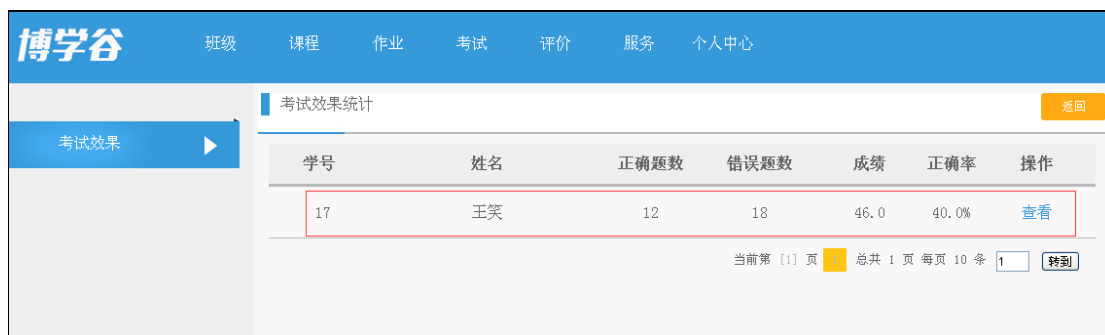 博学谷 班级 课程 作业 考试 评价 服务 个人中心
考试效果统计 返回
考试效果
学号 姓名 正确题数 错误题数 成绩 正确率 操作
17 王笑 12 18 46.0 40.0% 查看
当前第 [1] 页 1 总共 1 页 每页 10 条 1 转到